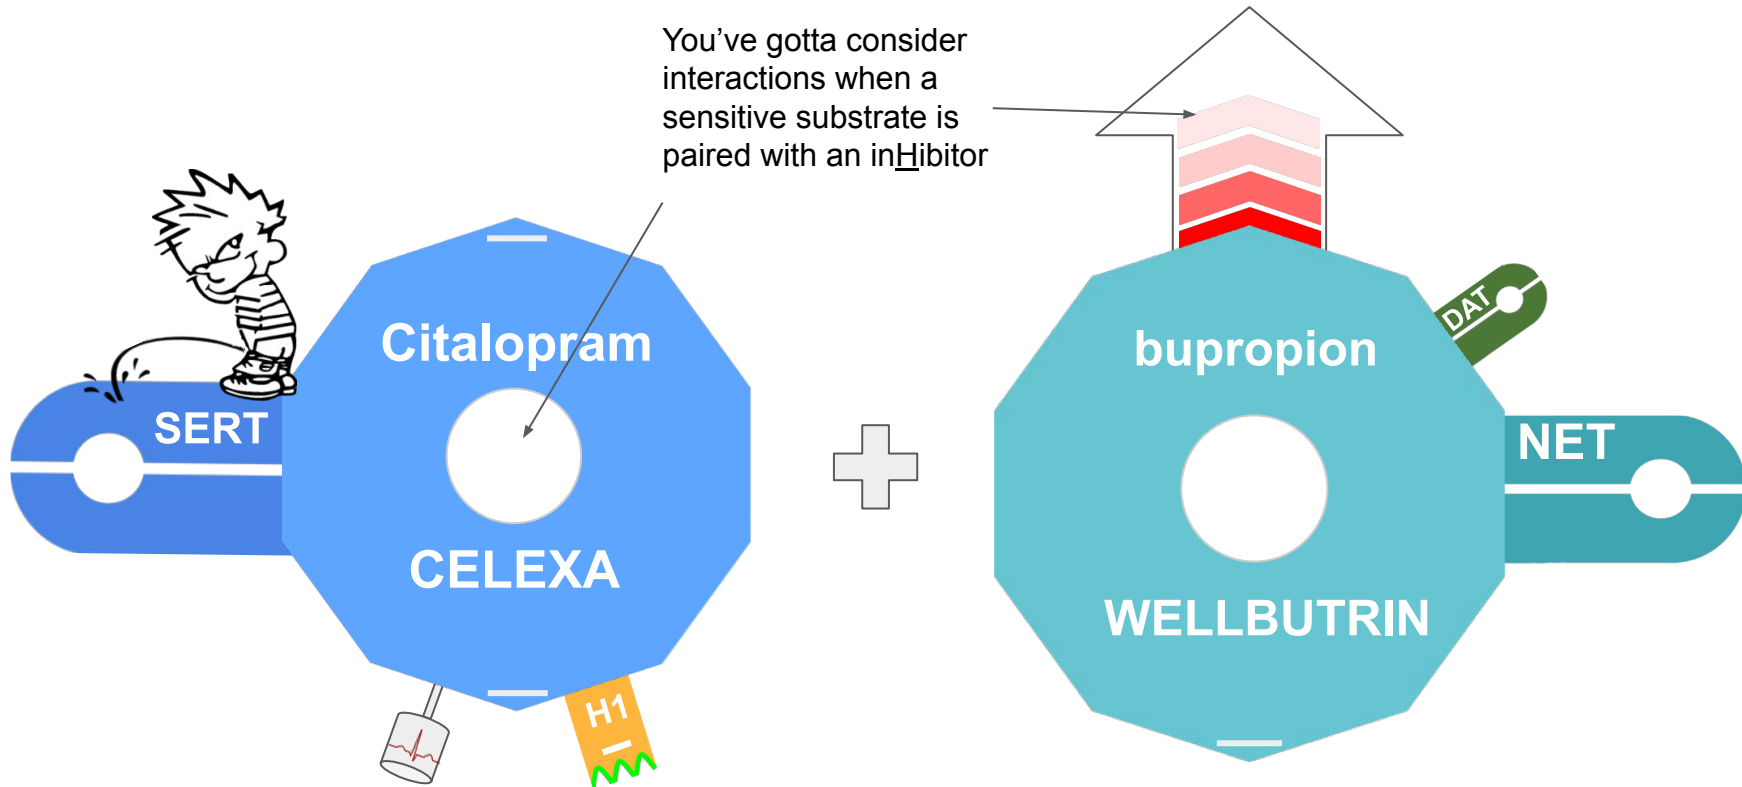 You’ve gotta consider
interactions when a
sensitive substrate is
paired with an inHibitor
Citalopram
SERT
CELEXA
H1
bupropion
DAT
NET
WELLBUTRIN